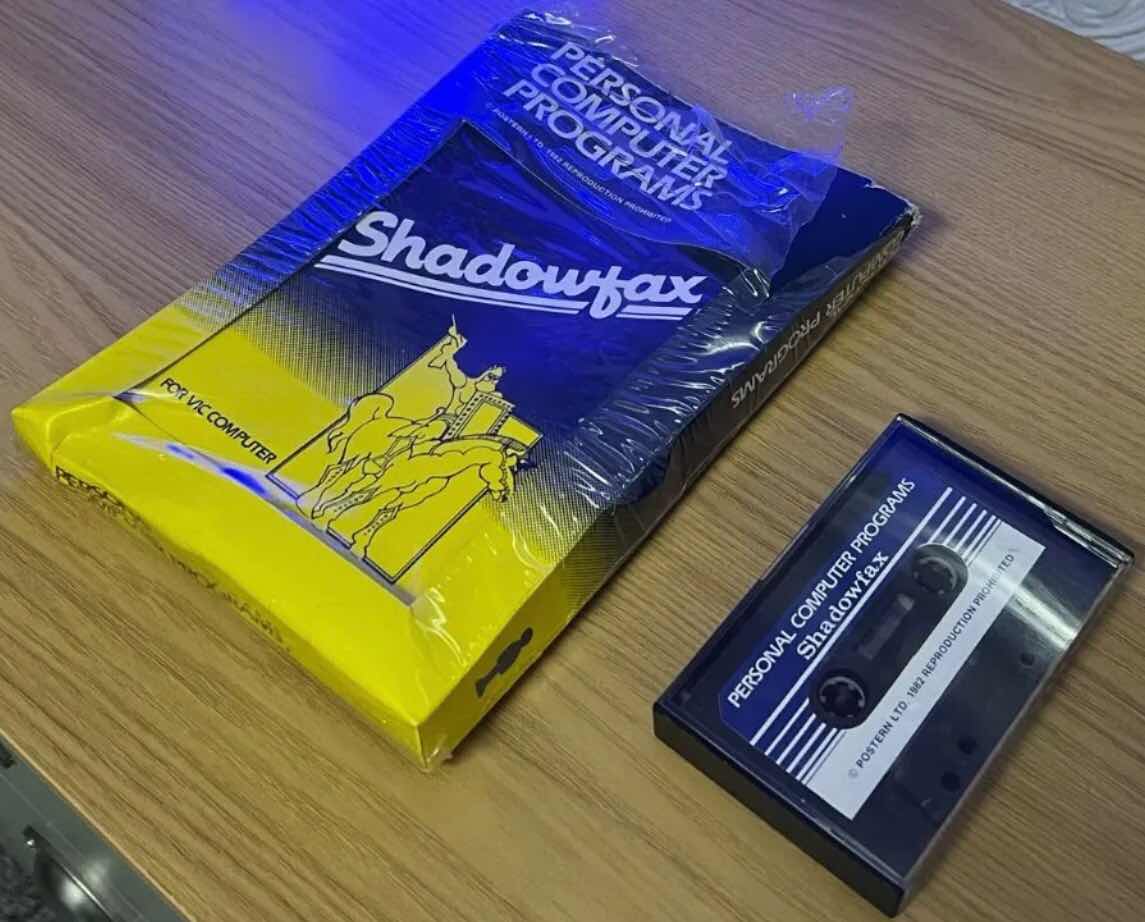 PERSONAL
COMPUTER
PROGRAMS
© POSTERN LTD. 1982 REPRODUCTION PROHIBITED
Shadowfax
FOR VIC COMPUTER
COMPUTER PROGRAMS
PERSONAL COMPUTER PROGRAMS
Shadowfax
© POSTERN LTD. 1982 REPRODUCTION PROHIBITED